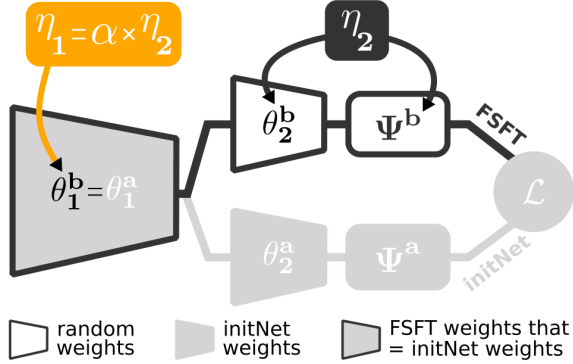 η₁=α×η₂
η₂
θ₂ᵇ
Ψᵇ
FSFT
θ₁ᵇ=θ₁ᵃ
ℒ
θ₂ᵃ
Ψᵃ
initNet
random
weights
initNet
weights
FSFT weights that
= initNet weights